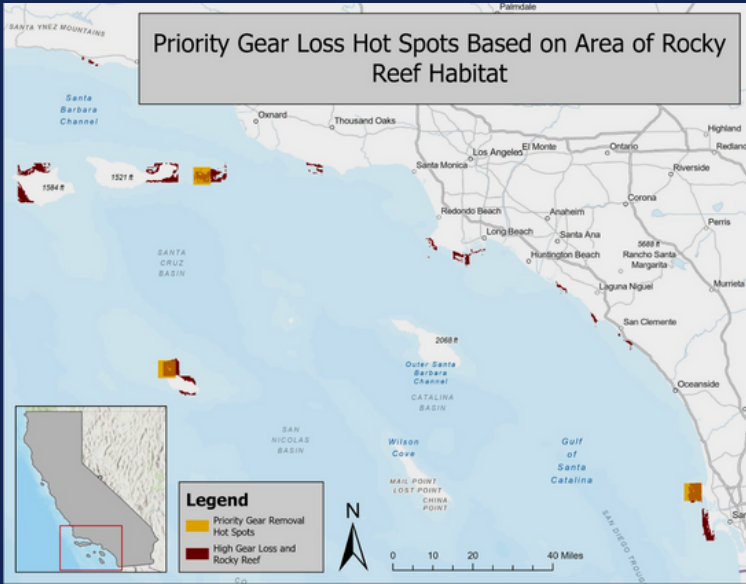 Priority Gear Loss Hot Spots Based on Area of Rocky
Reef Habitat
Palmdale
SANTA YNEZ MOUNTAINS
Santa
Barbara
Channel
Oxnard
Thousand Oaks
Highland
Los Angeles
El Monte
Ontario
Redland
Santa Monica
Riverside
1584 ft
1521 ft
Corona
Redondo Beach
Anaheim
Perris
Long Beach
Santa Ana
5688 ft
SANTA
CRUZ
BASIN
Huntington Beach
Rancho Santa
Margarita
Murrieta
Laguna Niguel
San Clemente
2068 ft
Outer Santa
Barbara
Channel
CATALINA
BASIN
Oceanside
SAN
NICOLAS
BASIN
Wilson
Cove
Gulf
of
Santa
Catalina
MAIL POINT
LOST POINT
CHINA
POINT
SAN DIEGO TROUG
San
Legend
Priority Gear Removal
Hot Spots
High Gear Loss and
Rocky Reef
N
0 10 20 40 Miles